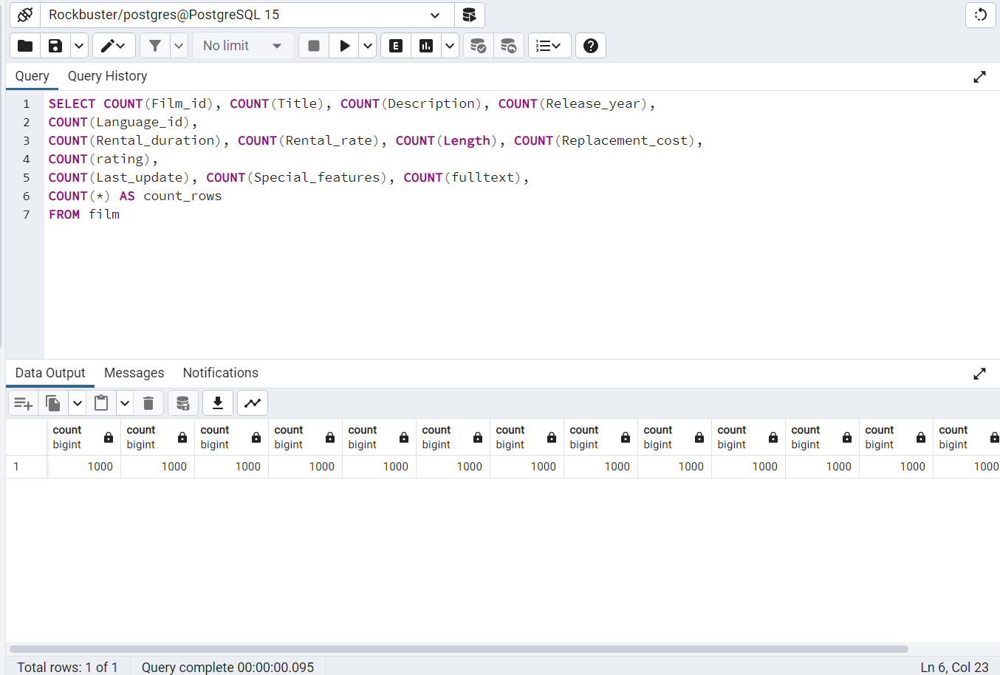 Rockbuster/postgres@PostgreSQL 15
No limit
E
Query Query History
1 SELECT COUNT(Film_id), COUNT(Title), COUNT(Description), COUNT(Release_year),
2 COUNT(Language_id),
3 COUNT(Rental_duration), COUNT(Rental_rate), COUNT(Length), COUNT(Replacement_cost),
4 COUNT(rating),
5 COUNT(Last_update), COUNT(Special_features), COUNT(fulltext),
6 COUNT(*) AS count_rows
7 FROM film
Data Output Messages Notifications
count count count count count count count count count count count count count
bigint bigint bigint bigint bigint bigint bigint bigint bigint bigint bigint bigint bigint
1 1000 1000 1000 1000 1000 1000 1000 1000 1000 1000 1000 1000 1000
Total rows: 1 of 1 Query complete 00:00:00.095 Ln 6, Col 23